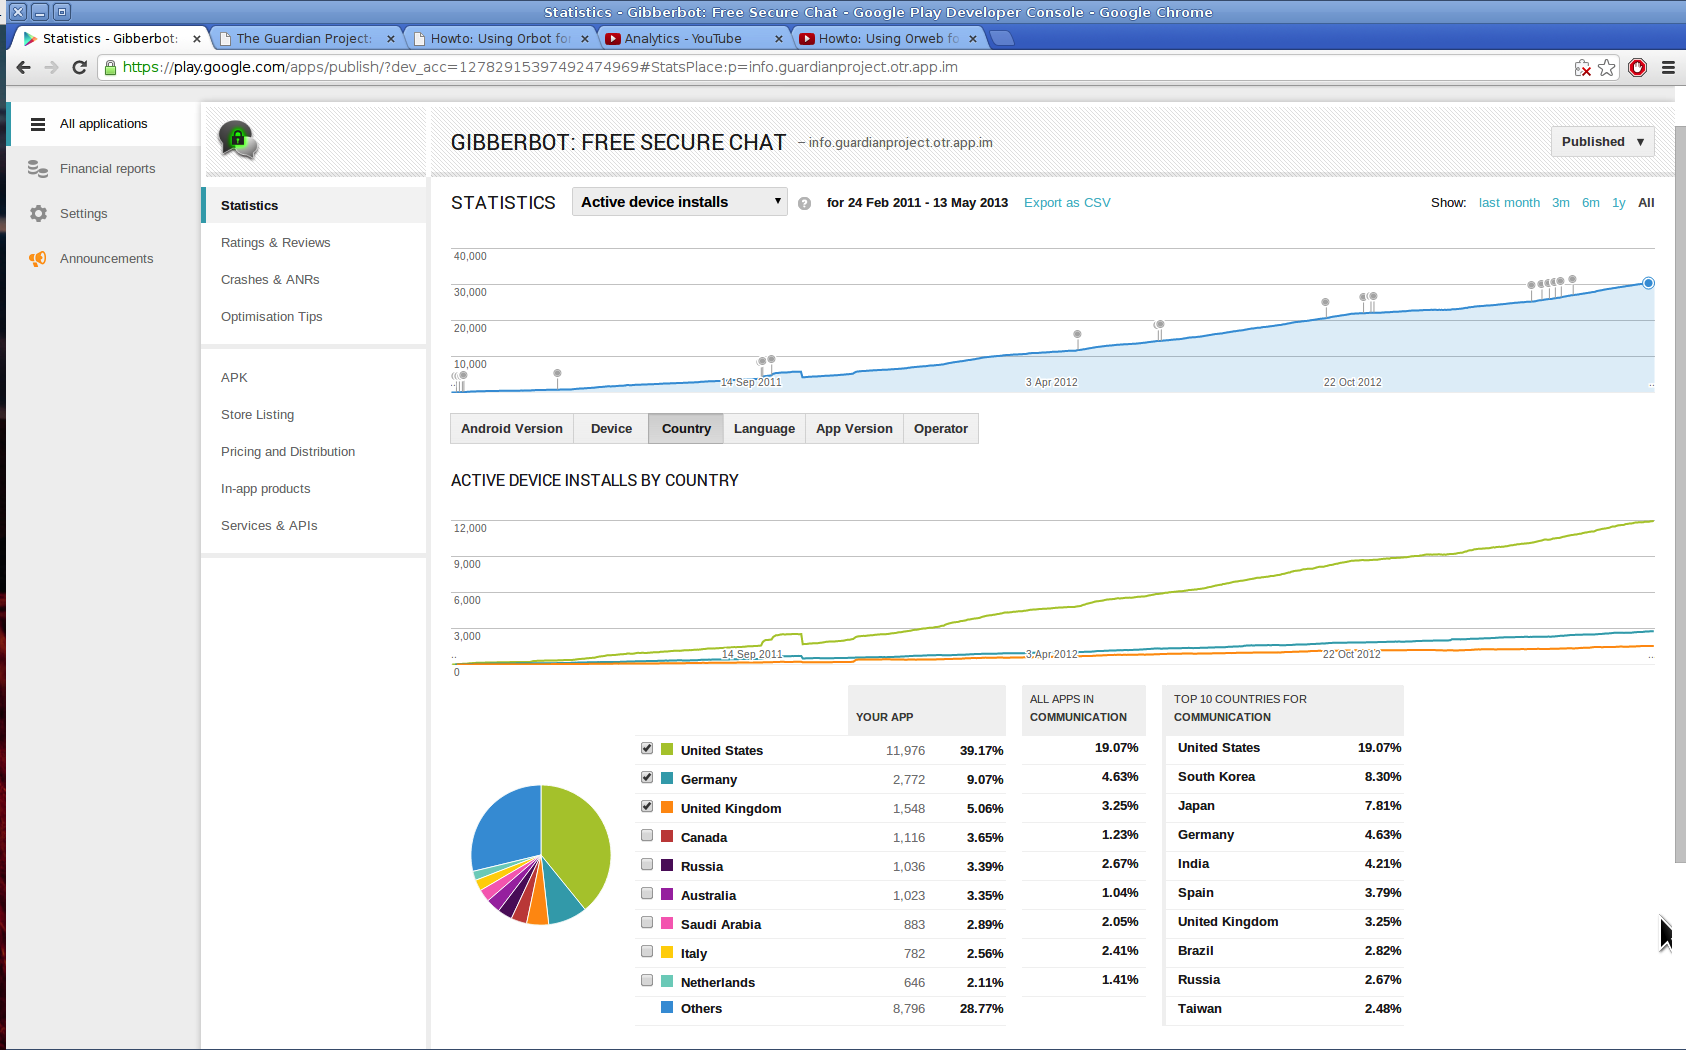 Statistics - Gibberbot: Free Secure Chat - Google Play Developer Console - Google Chrome
Statistics - Gibberbot:
The Guardian Project:
Howto: Using Orbot fo
Analytics - YouTube
Howto: Using Orweb fo
https://play.google.com/apps/publish/?dev_acc=12782915397492474969#StatsPlace:p=info.guardianproject.otr.app.im
All applications
Financial reports
Settings
Announcements
Statistics
Ratings & Reviews
Crashes & ANRs
Optimisation Tips
APK
Store Listing
Pricing and Distribution
In-app products
Services & APIs
GIBBERBOT: FREE SECURE CHAT – info.guardianproject.otr.app.im
Published
STATISTICS Active device installs ? for 24 Feb 2011 - 13 May 2013 Export as CSV Show: last month 3m 6m 1y All
40,000
30,000
20,000
10,000
.. 14 Sep 2011 3 Apr 2012 22 Oct 2012 ..
Android Version Device Country Language App Version Operator
ACTIVE DEVICE INSTALLS BY COUNTRY
12,000
9,000
6,000
3,000
.. 14 Sep 2011 3 Apr 2012 22 Oct 2012 ..
0
YOUR APP
United States 11,976 39.17%
Germany 2,772 9.07%
United Kingdom 1,548 5.06%
Canada 1,116 3.65%
Russia 1,036 3.39%
Australia 1,023 3.35%
Saudi Arabia 883 2.89%
Italy 782 2.56%
Netherlands 646 2.11%
Others 8,796 28.77%
ALL APPS IN
COMMUNICATION
19.07%
4.63%
3.25%
1.23%
2.67%
1.04%
2.05%
2.41%
1.41%
TOP 10 COUNTRIES FOR
COMMUNICATION
United States 19.07%
South Korea 8.30%
Japan 7.81%
Germany 4.63%
India 4.21%
Spain 3.79%
United Kingdom 3.25%
Brazil 2.82%
Russia 2.67%
Taiwan 2.48%